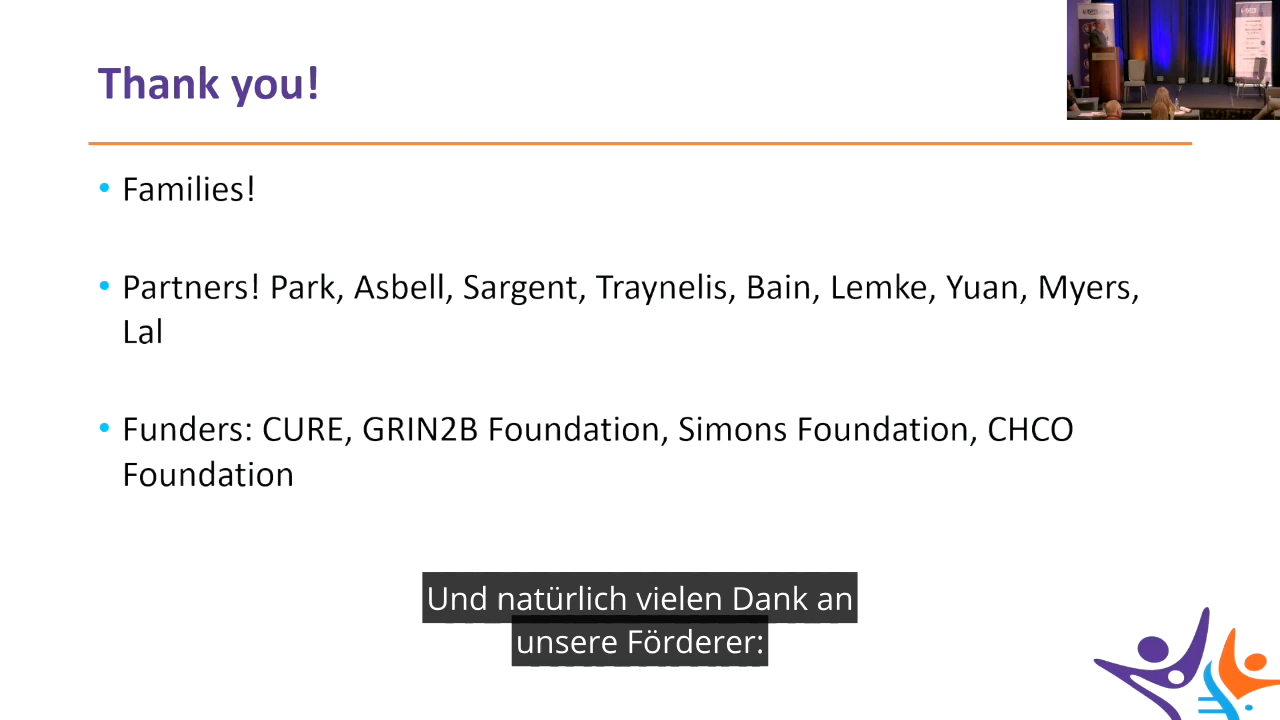 Thank you!
• Families!
• Partners! Park, Asbell, Sargent, Traynelis, Bain, Lemke, Yuan, Myers,
Lal
• Funders: CURE, GRIN2B Foundation, Simons Foundation, CHCO
Foundation
Und natürlich vielen Dank an
unsere Förderer: